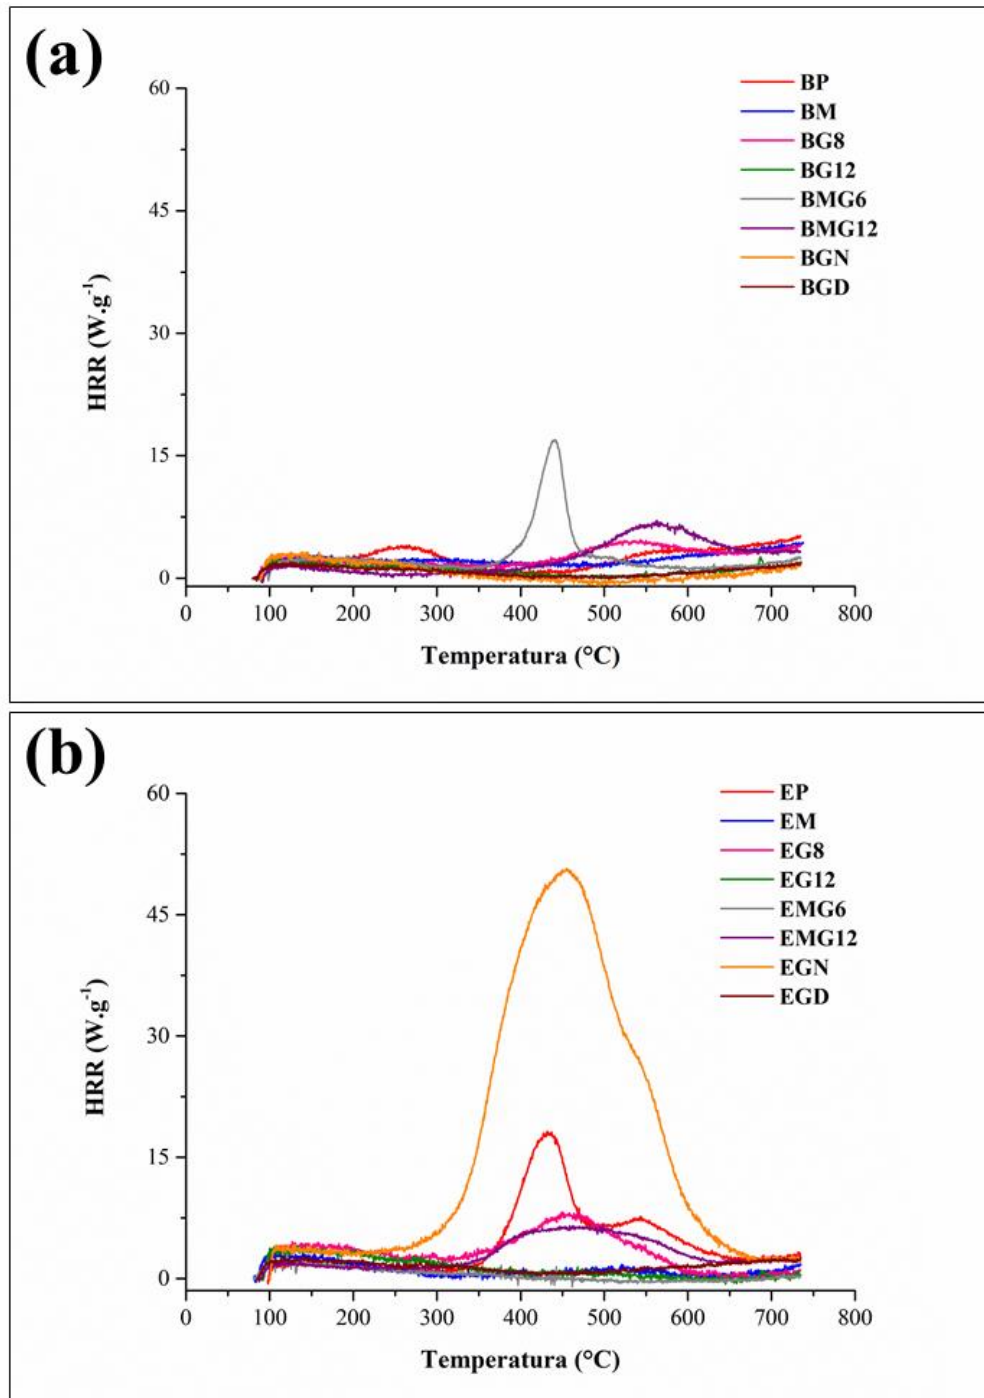 (a)
60
45
30
15
0
HRR (W.g⁻¹)
BP
BM
BG8
BG12
BMG6
BMG12
BGN
BGD
0 100 200 300 400 500 600 700 800
Temperatura (°C)
(b)
60
45
30
15
0
HRR (W.g⁻¹)
EP
EM
EG8
EG12
EMG6
EMG12
EGN
EGD
0 100 200 300 400 500 600 700 800
Temperatura (°C)